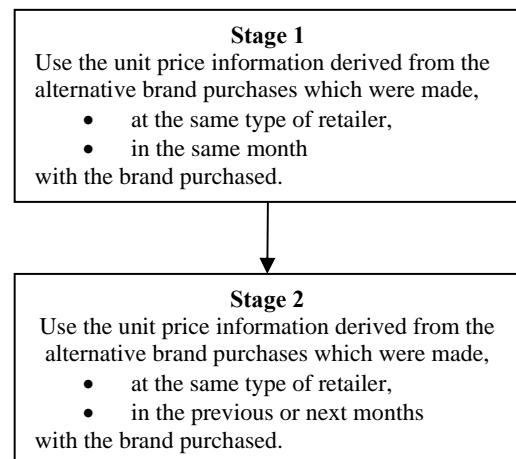 Stage 1
Use the unit price information derived from the
alternative brand purchases which were made,
• at the same type of retailer,
• in the same month
with the brand purchased.
Stage 2
Use the unit price information derived from the
alternative brand purchases which were made,
• at the same type of retailer,
• in the previous or next months
with the brand purchased.